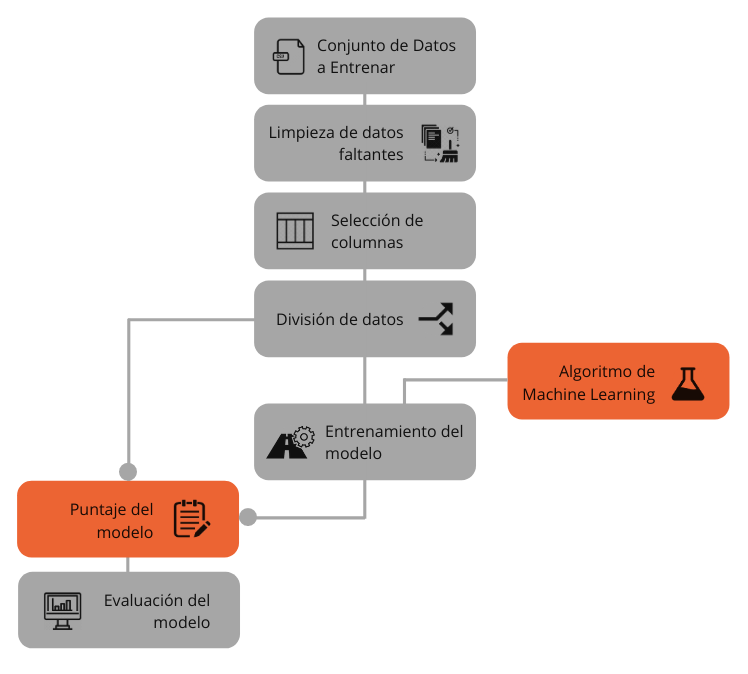 Conjunto de Datos
a Entrenar
Limpieza de datos
faltantes
Selección de
columnas
División de datos
Algoritmo de
Machine Learning
Entrenamiento del
modelo
Puntaje del
modelo
Evaluación del
modelo